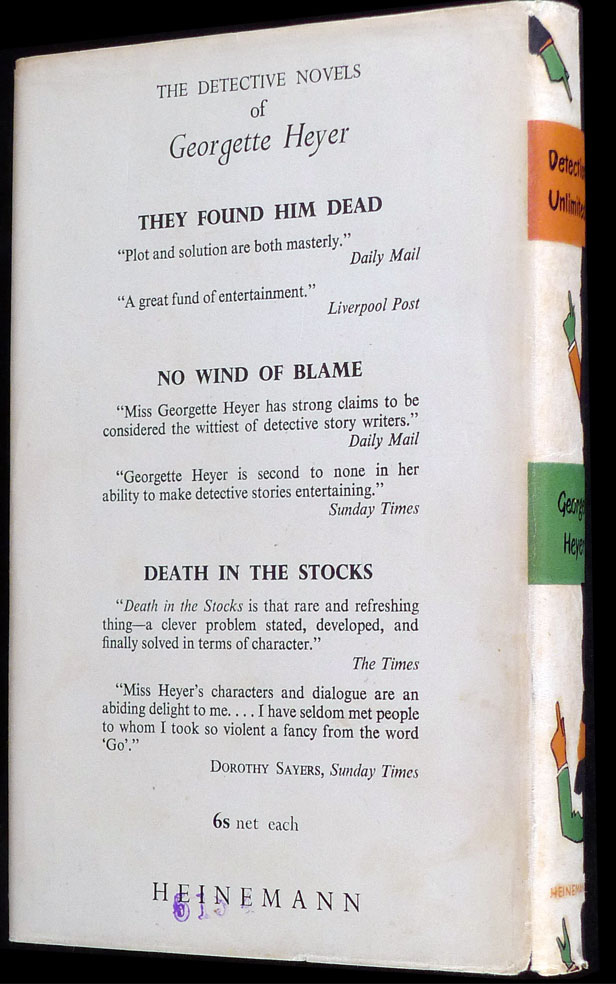 THE DETECTIVE NOVELS
of
Georgette Heyer
THEY FOUND HIM DEAD
“Plot and solution are both masterly.”
Daily Mail
“A great fund of entertainment.”
Liverpool Post
NO WIND OF BLAME
“Miss Georgette Heyer has strong claims to be
considered the wittiest of detective story writers.”
Daily Mail
“Georgette Heyer is second to none in her
ability to make detective stories entertaining.”
Sunday Times
DEATH IN THE STOCKS
“Death in the Stocks is that rare and refreshing
thing—a clever problem stated, developed, and
finally solved in terms of character.”
The Times
“Miss Heyer’s characters and dialogue are an
abiding delight to me.... I have seldom met people
to whom I took so violent a fancy from the word
‘Go’.”
DOROTHY SAYERS, Sunday Times
6s net each
HEINEMANN
Heyer